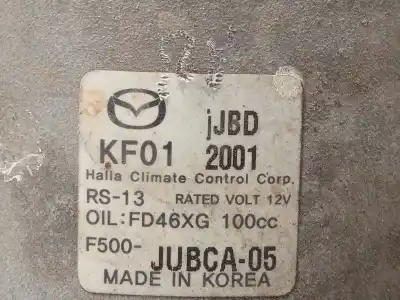 jJBD
KF01 2001
Halla Climate Control Corp.
RS-13 RATED VOLT 12V
OIL:FD46XG 100cc
F500- JUBCA-05
MADE IN KOREA